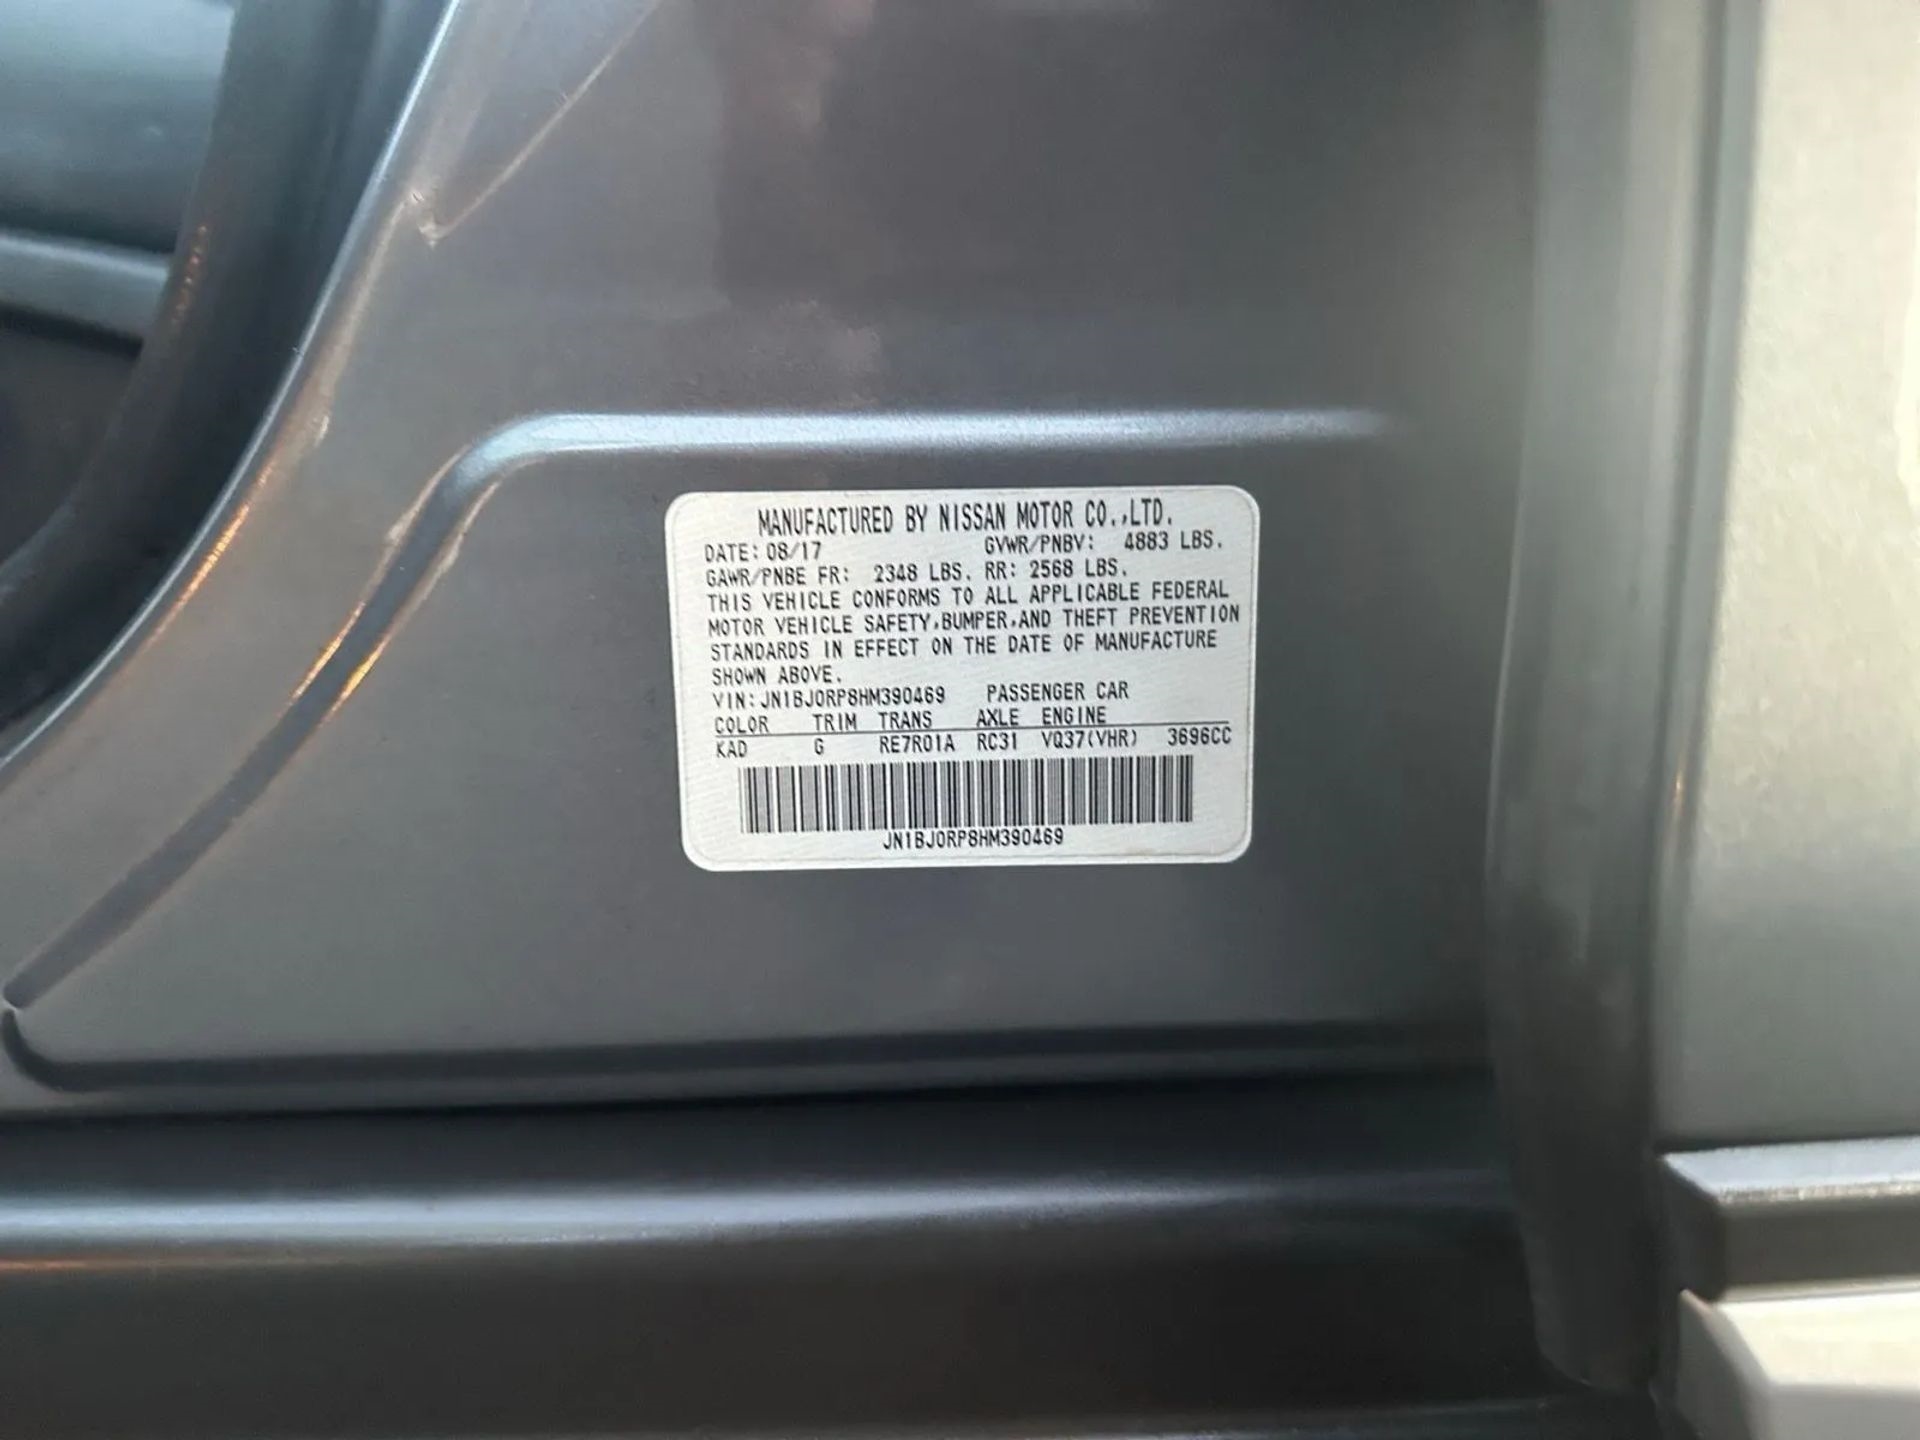 MANUFACTURED BY NISSAN MOTOR CO.,LTD.
DATE: 08/17 GVWR/PNBV: 4883 LBS.
GAWR/PNBE FR: 2348 LBS. RR: 2568 LBS.
THIS VEHICLE CONFORMS TO ALL APPLICABLE FEDERAL
MOTOR VEHICLE SAFETY,BUMPER,AND THEFT PREVENTION
STANDARDS IN EFFECT ON THE DATE OF MANUFACTURE
SHOWN ABOVE.
VIN: JN1BJ0RP8HM390469 PASSENGER CAR
COLOR TRIM TRANS AXLE ENGINE
KAD G RE7R01A RC31 VQ37(VHR) 3696CC
JN1BJ0RP8HM390469